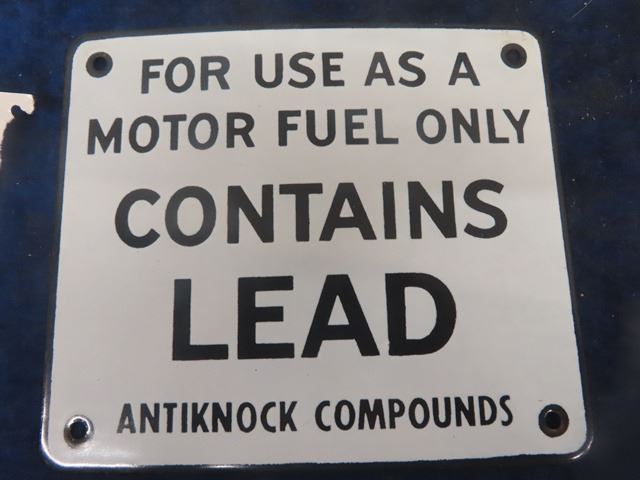 FOR USE AS A
MOTOR FUEL ONLY
CONTAINS
LEAD
ANTIKNOCK COMPOUNDS